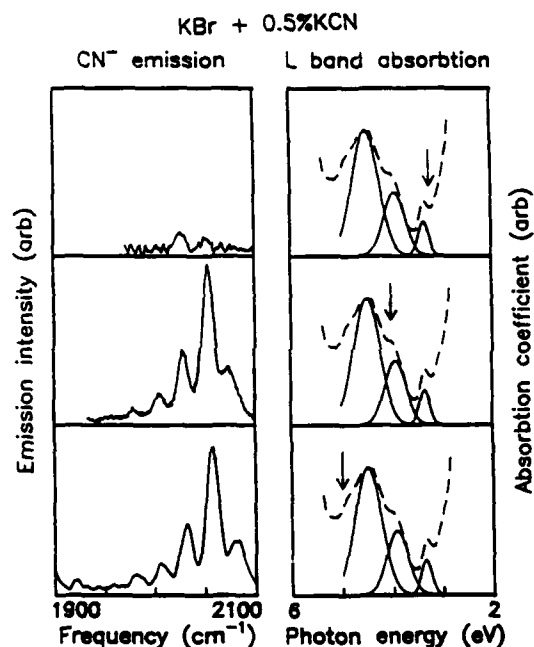 KBr + 0.5%KCN
CN⁻ emission
L band absorbtion
Emission intensity (arb)
Absorbtion coefficient (arb)
1900
2100
6
2
Frequency (cm⁻¹)
Photon energy (eV)